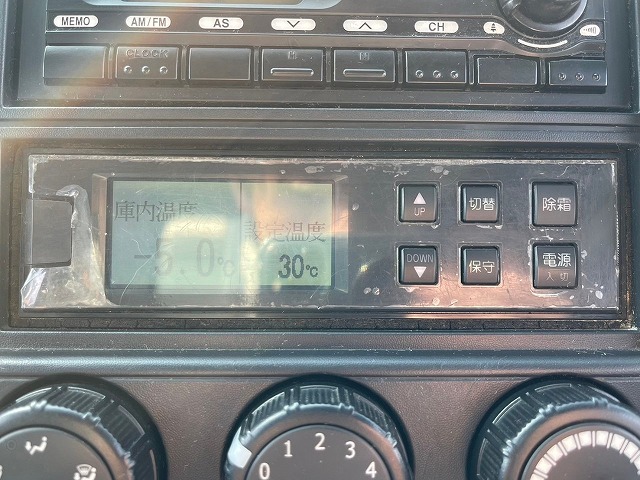 MEMO AM/FM AS CH
CLOCK
庫内温度
-5.0℃
設定温度
30℃
UP 切替 除霜
DOWN 保守 電源
入 切
0 1 2 3 4